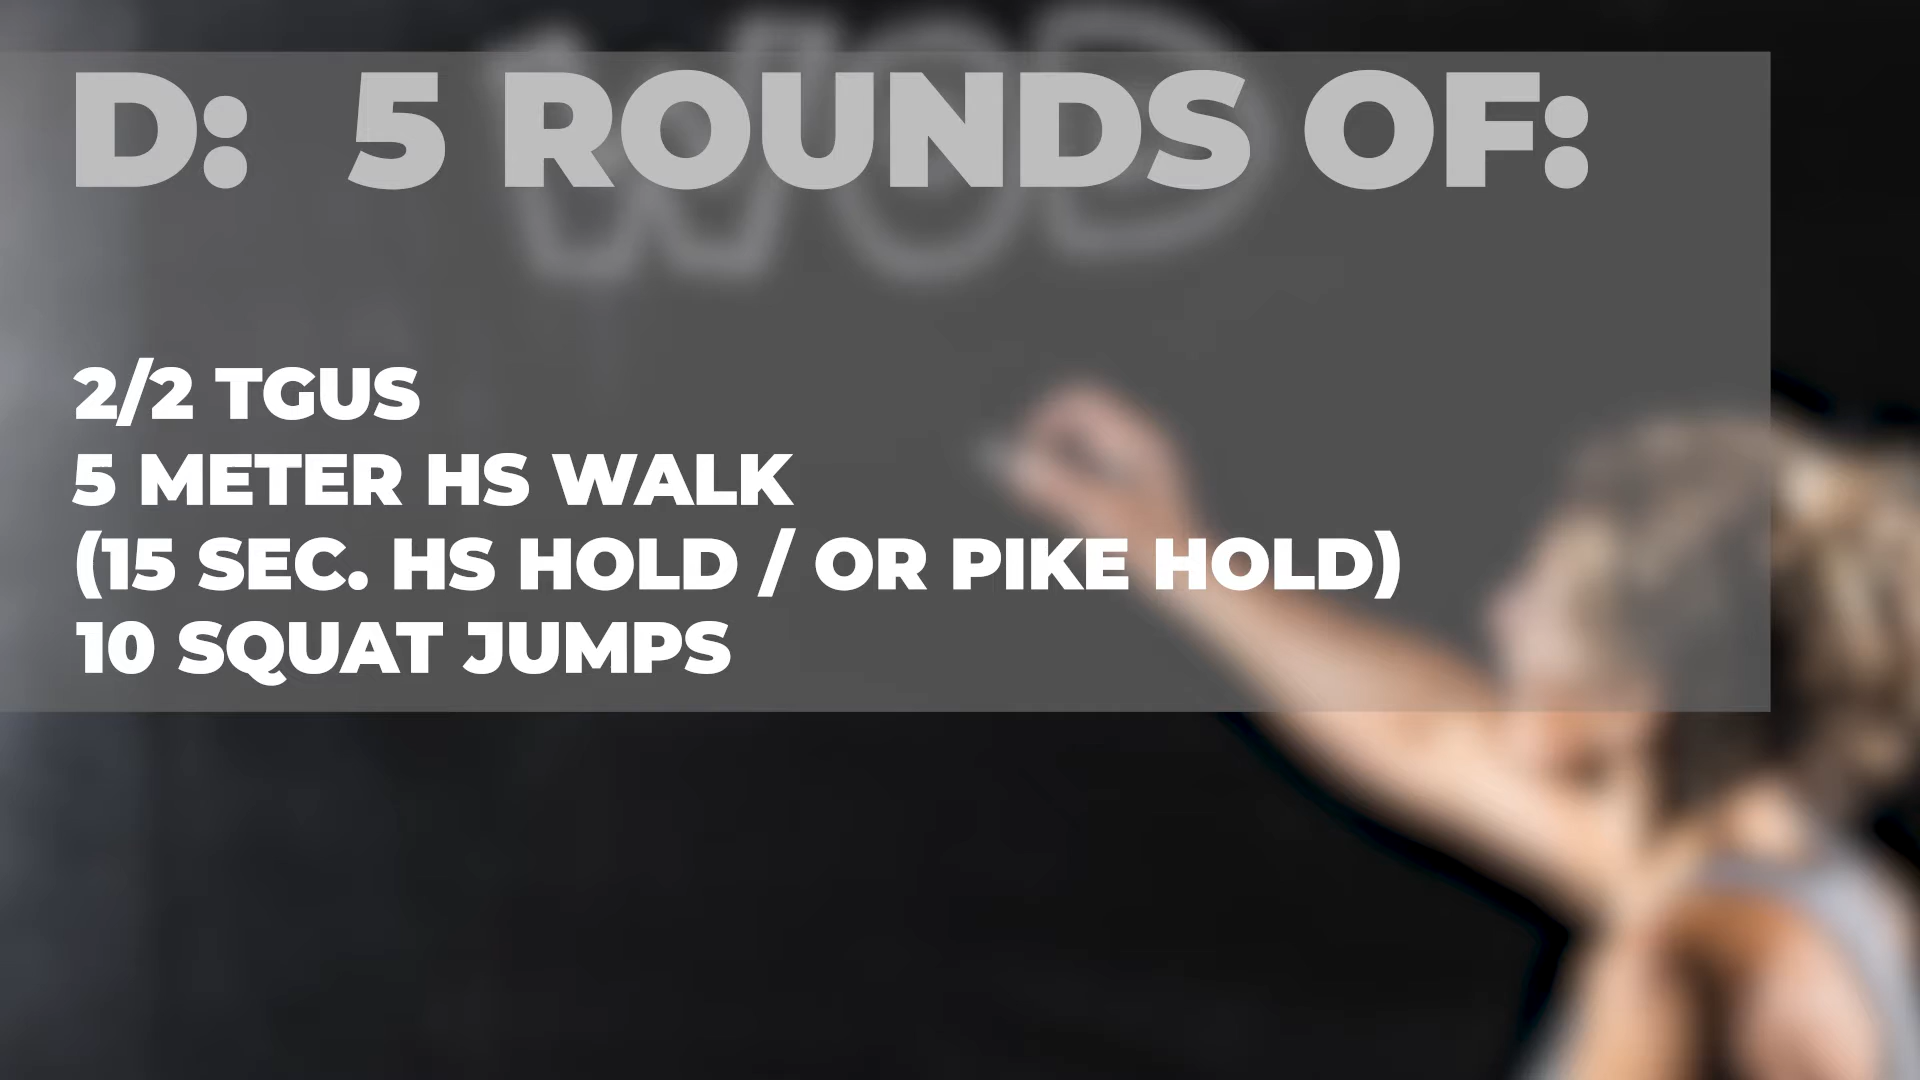 WOD
D: 5 ROUNDS OF:
2/2 TGUS
5 METER HS WALK
(15 SEC. HS HOLD / OR PIKE HOLD)
10 SQUAT JUMPS